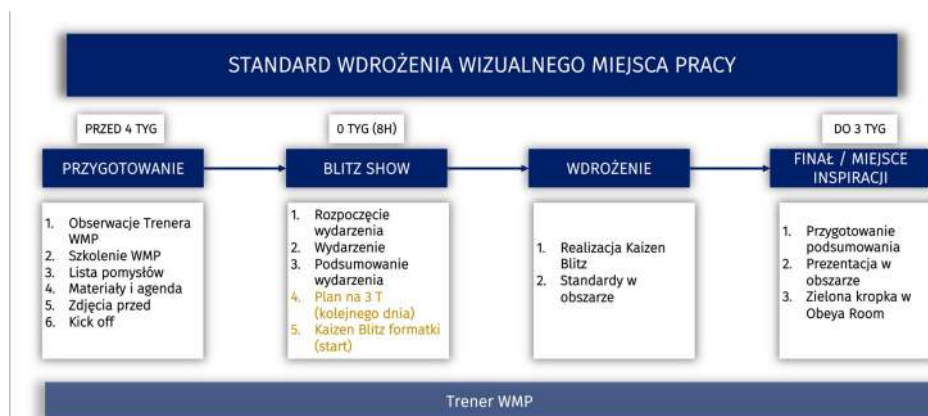 STANDARD WDROŻENIA WIZUALNEGO MIEJSCA PRACY
PRZED 4 TYG
PRZYGOTOWANIE
1. Obserwacje Trenera
WMP
2. Szkolenie WMP
3. Lista pomysłów
4. Materiały i agenda
5. Zdjęcia przed
6. Kick off
0 TYG (8H)
BLITZ SHOW
1. Rozpoczęcie
wydarzenia
2. Wydarzenie
3. Podsumowanie
wydarzenia
4. Plan na 3 T
(kolejnego dnia)
5. Kaizen Blitz formatki
(start)
WDROŻENIE
1. Realizacja Kaizen
Blitz
2. Standardy w
obszarze
DO 3 TYG
FINAŁ / MIEJSCE
INSPIRACJI
1. Przygotowanie
podsumowania
2. Prezentacja w
obszarze
3. Zielona kropka w
Obeya Room
Trener WMP